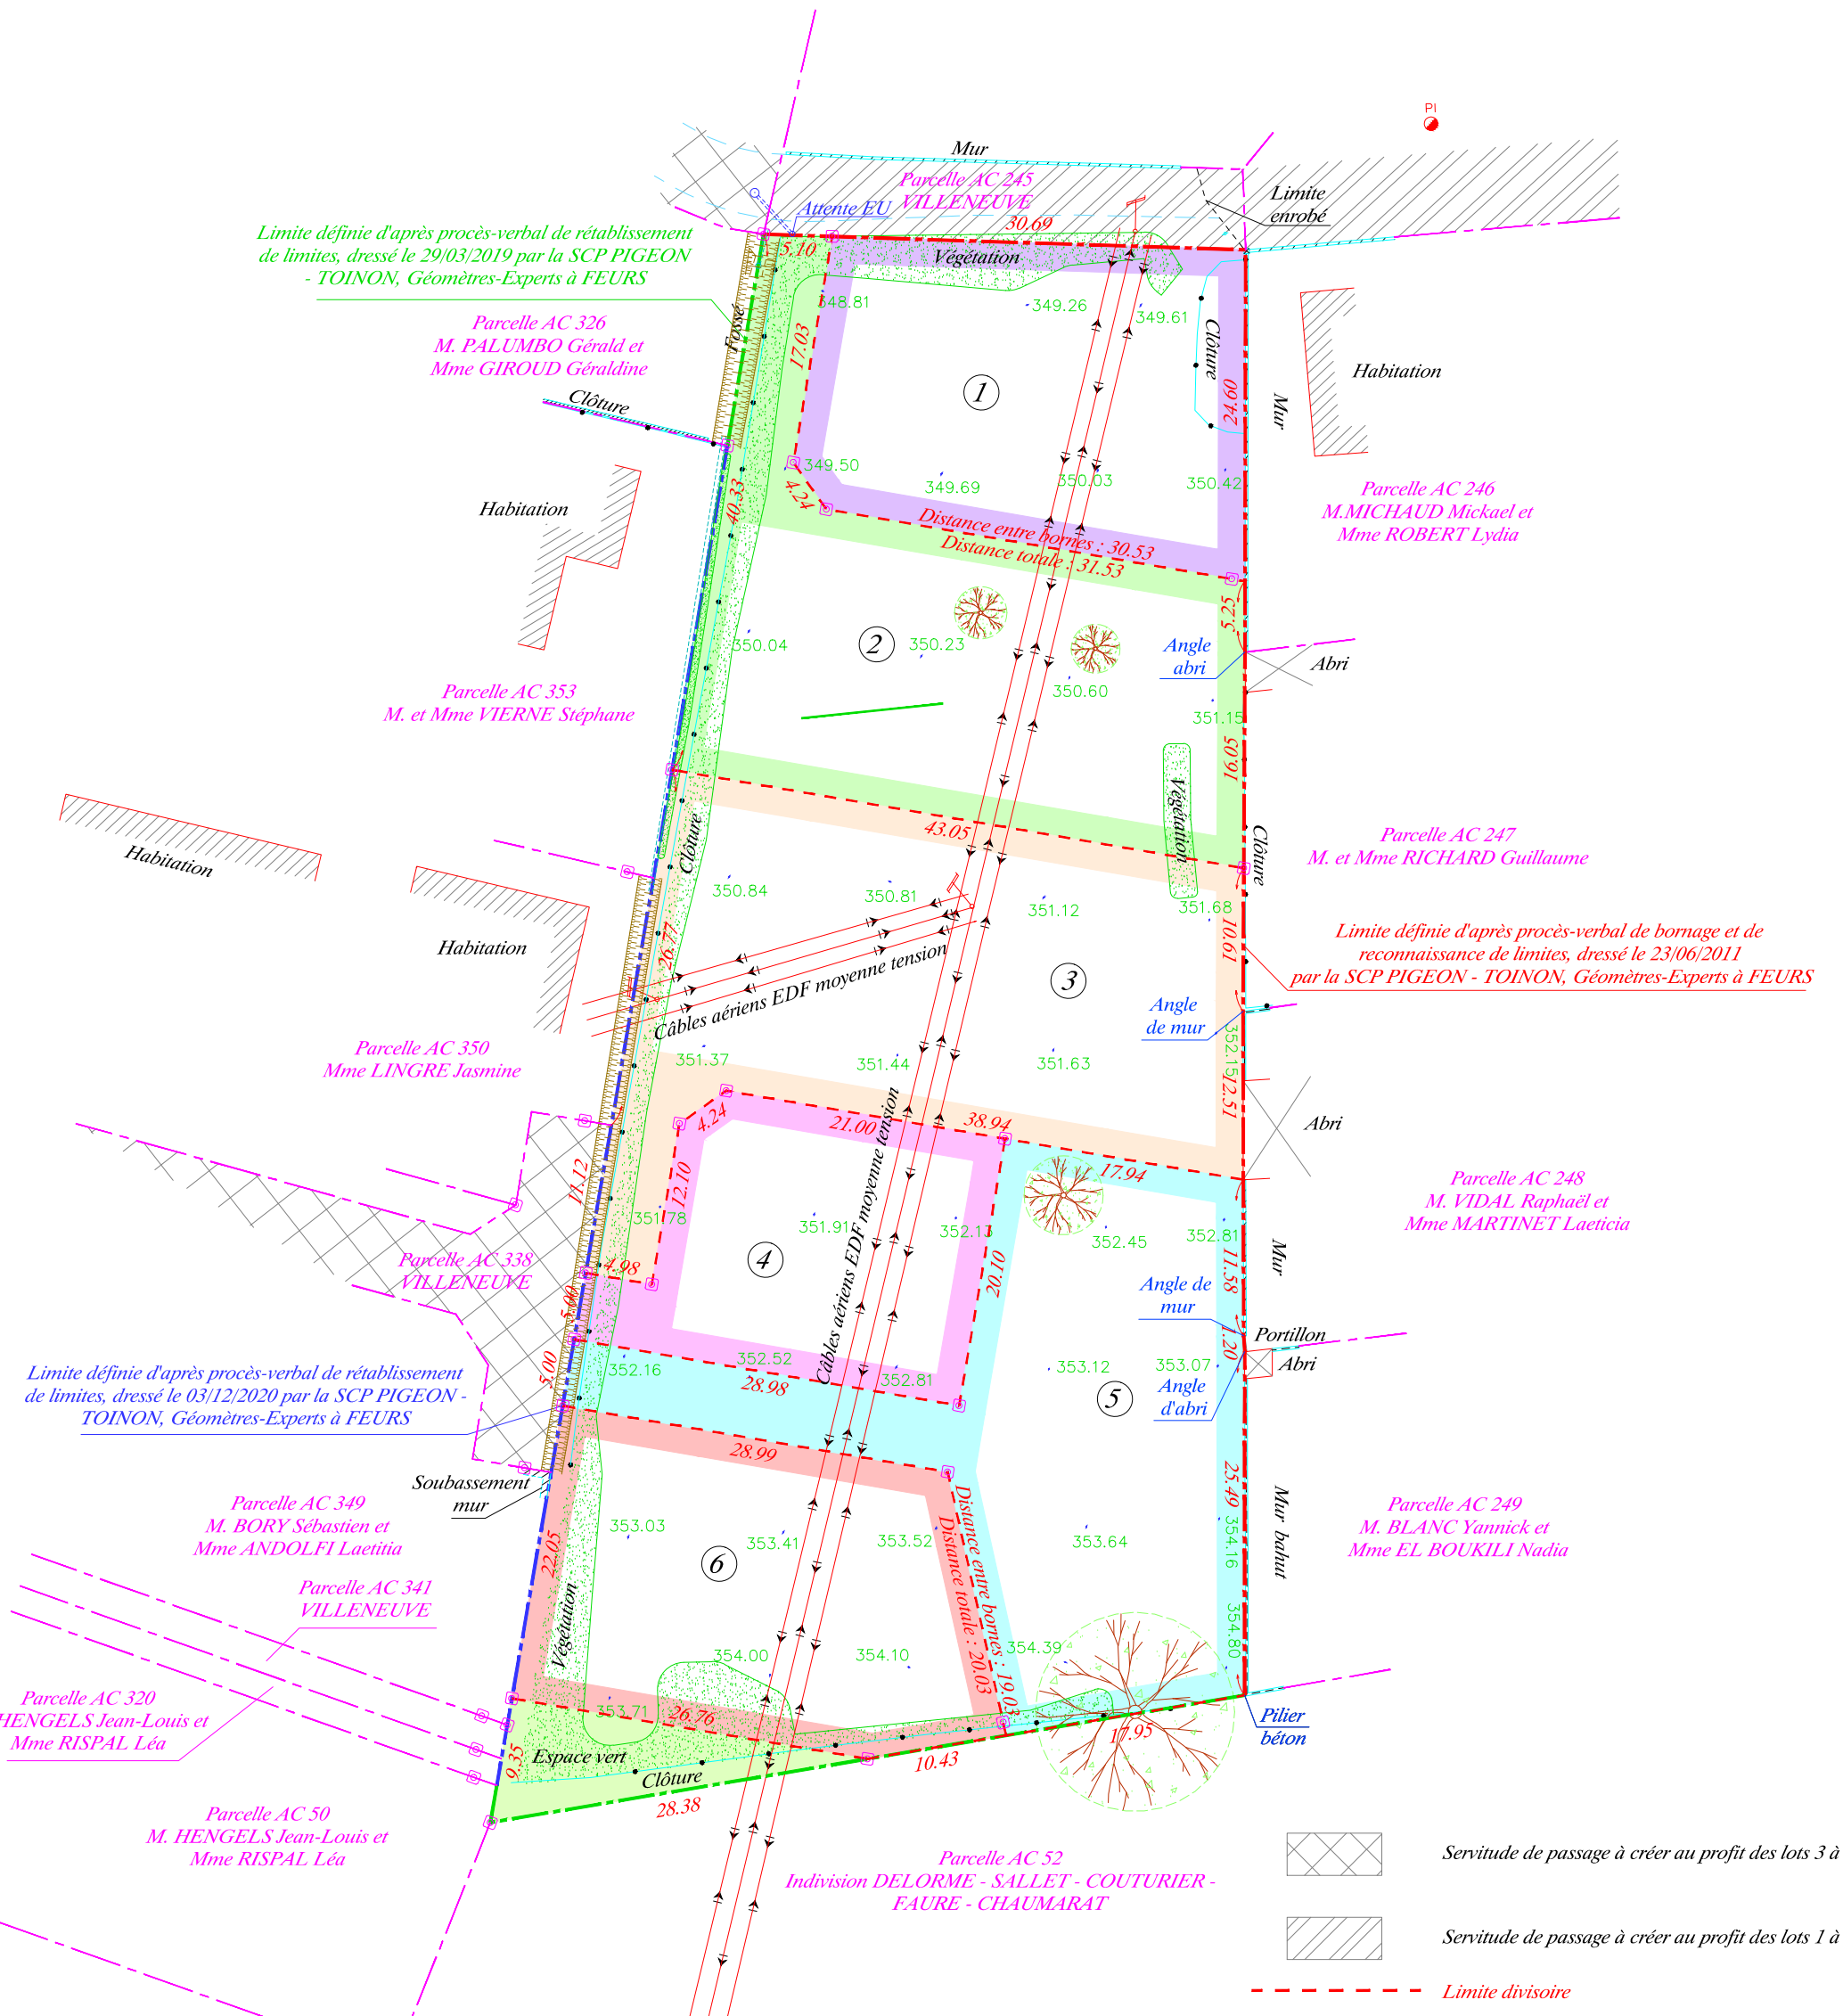 PI
Mur
Parcelle AC 245
VILLENEUVE
Limite
enrobé
Attente EU
30.69
5.10
Végétation
Limite définie d'après procès-verbal de rétablissement
de limites, dressé le 29/03/2019 par la SCP PIGEON
- TOINON, Géomètres-Experts à FEURS
348.81
349.26
349.61
Fossé
17.03
Clôture
24.60
Mur
Habitation
Parcelle AC 326
M. PALUMBO Gérald et
Mme GIROUD Géraldine
Clôture
1
349.50
349.69
350.03
350.42
4.24
40.33
Habitation
Parcelle AC 246
M.MICHAUD Mickael et
Mme ROBERT Lydia
Distance entre bornes : 30.53
Distance totale : 31.53
5.25
2
350.04
350.23
350.60
351.15
Angle
abri
Abri
Parcelle AC 353
M. et Mme VIERNE Stéphane
16.05
Végétation
43.05
Clôture
Clôture
Parcelle AC 247
M. et Mme RICHARD Guillaume
Habitation
Habitation
350.84
350.81
351.12
351.68
10.61
26.77
Limite définie d'après procès-verbal de bornage et de
reconnaissance de limites, dressé le 23/06/2011
par la SCP PIGEON - TOINON, Géomètres-Experts à FEURS
3
Câbles aériens EDF moyenne tension
Angle
de mur
Parcelle AC 350
Mme LINGRE Jasmine
351.37
351.44
351.63
352.15
12.51
Abri
4.24
21.00
38.94
17.94
Câbles aériens EDF moyenne tension
11.12
12.10
351.78
351.91
352.13
352.45
352.81
Parcelle AC 248
M. VIDAL Raphaël et
Mme MARTINET Laeticia
Mur
11.58
Parcelle AC 338
VILLENEUVE
4.98
4
20.10
Angle de
mur
5.00
Portillon
1.20
Abri
5.00
352.16
352.52
352.81
353.12
353.07
28.98
5
Angle
d'abri
Limite définie d'après procès-verbal de rétablissement
de limites, dressé le 03/12/2020 par la SCP PIGEON -
TOINON, Géomètres-Experts à FEURS
28.99
Soubassement
mur
Parcelle AC 349
M. BORY Sébastien et
Mme ANDOLFI Laetitia
25.49
354.16
Mur bahut
Parcelle AC 249
M. BLANC Yannick et
Mme EL BOUKILI Nadia
353.03
353.41
353.52
353.64
22.05
6
Distance entre bornes : 19.03
Distance totale : 20.03
Parcelle AC 341
VILLENEUVE
Végétation
354.00
354.10
354.39
354.80
Parcelle AC 320
HENGELS Jean-Louis et
Mme RISPAL Léa
353.71
26.76
Espace vert
9.35
Clôture
10.43
17.95
Pilier
béton
28.38
Parcelle AC 50
M. HENGELS Jean-Louis et
Mme RISPAL Léa
Parcelle AC 52
Indivision DELORME - SALLET - COUTURIER -
FAURE - CHAUMARAT
Servitude de passage à créer au profit des lots 3 à
Servitude de passage à créer au profit des lots 1 à
Limite divisoire